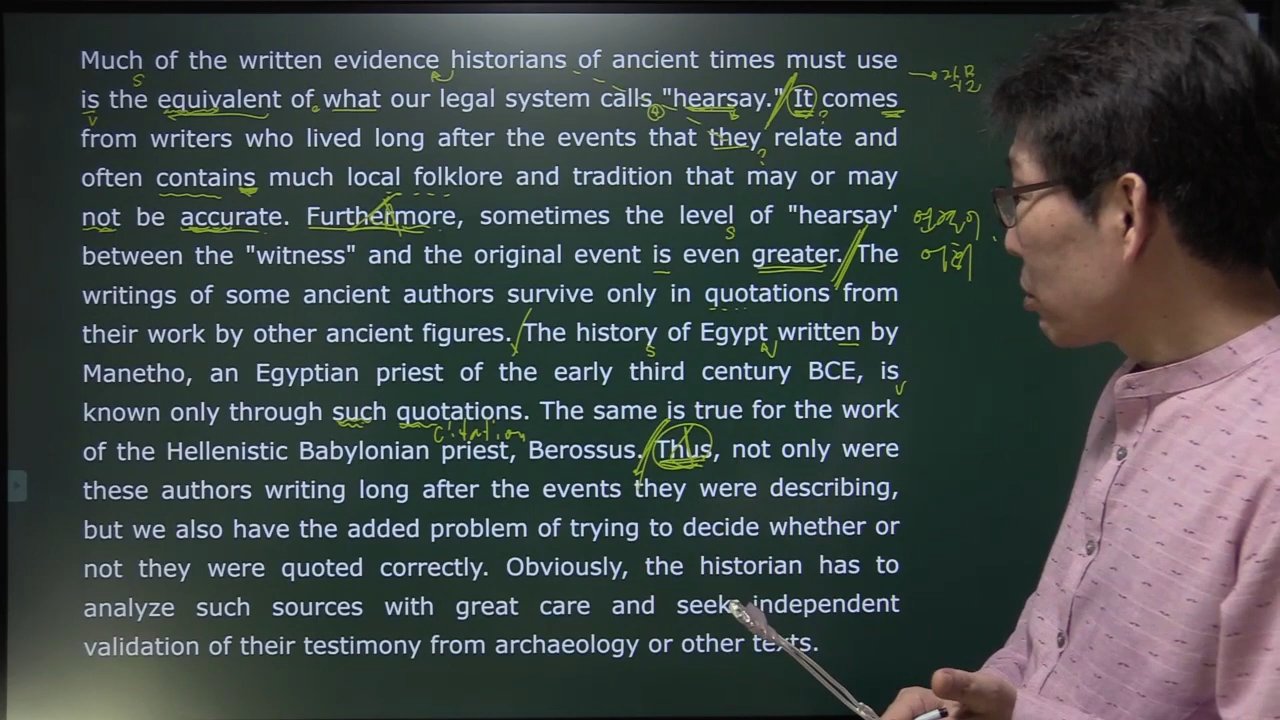 Much of the written evidence historians of ancient times must use
is the equivalent of what our legal system calls "hearsay." It comes
from writers who lived long after the events that they relate and
often contains much local folklore and tradition that may or may
not be accurate. Furthermore, sometimes the level of "hearsay'
between the "witness" and the original event is even greater. The
writings of some ancient authors survive only in quotations from
their work by other ancient figures. The history of Egypt written by
Manetho, an Egyptian priest of the early third century BCE, is
known only through such quotations. The same is true for the work
citation
of the Hellenistic Babylonian priest, Berossus. Thus, not only were
these authors writing long after the events they were describing,
but we also have the added problem of trying to decide whether or
not they were quoted correctly. Obviously, the historian has to
analyze such sources with great care and seek independent
validation of their testimony from archaeology or other texts.